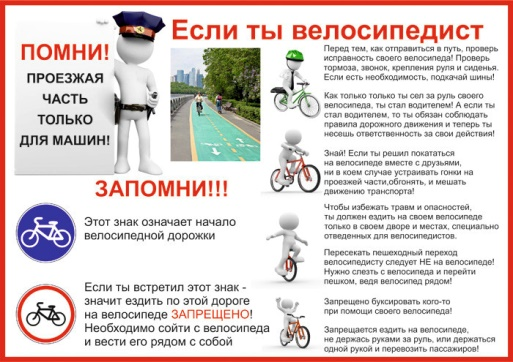 Если ты велосипедист
ПОМНИ!
ПРОЕЗЖАЯ
ЧАСТЬ
ТОЛЬКО
ДЛЯ МАШИН!
Перед тем, как отправиться в путь, проверь
исправность своего велосипеда! Проверь
тормоза, звонок, крепления руля и сиденья.
Если есть необходимость, подкачай шины!
Как только только ты сел за руль своего
велосипеда, ты стал водителем! А если ты
стал водителем, то ты обязан соблюдать
правила дорожного движения и теперь ты
несешь ответственность за свои действия!
Знай! Если ты решил покататься
на велосипеде вместе с друзьями,
ни в коем случае устраивай гонки на
проезжей части,обгонять, и мешать
движению транспорта!
Чтобы избежать травм и опасностей,
ты должен ездить на своем велосипеде
только в своем дворе и местах, специально
отведенных для велосипедистов.
Пересекать пешеходный переход
велосипедисту следует НЕ на велосипеде!
Нужно слезть с велосипеда и перейти
пешком, ведя велосипед рядом!
Запрещено буксировать кого-то
при помощи своего велосипеда!
Запрещается ездить на велосипеде,
не держась руками за руль, или держаться
одной рукой и перевозить пассажиров!
ЗАПОМНИ!!!
Этот знак означает начало
велосипедной дорожки
Если ты встретил этот знак -
значит ездить по этой дороге
на велосипеде ЗАПРЕЩЕНО!
Необходимо сойти с велосипеда
и вести его рядом с собой